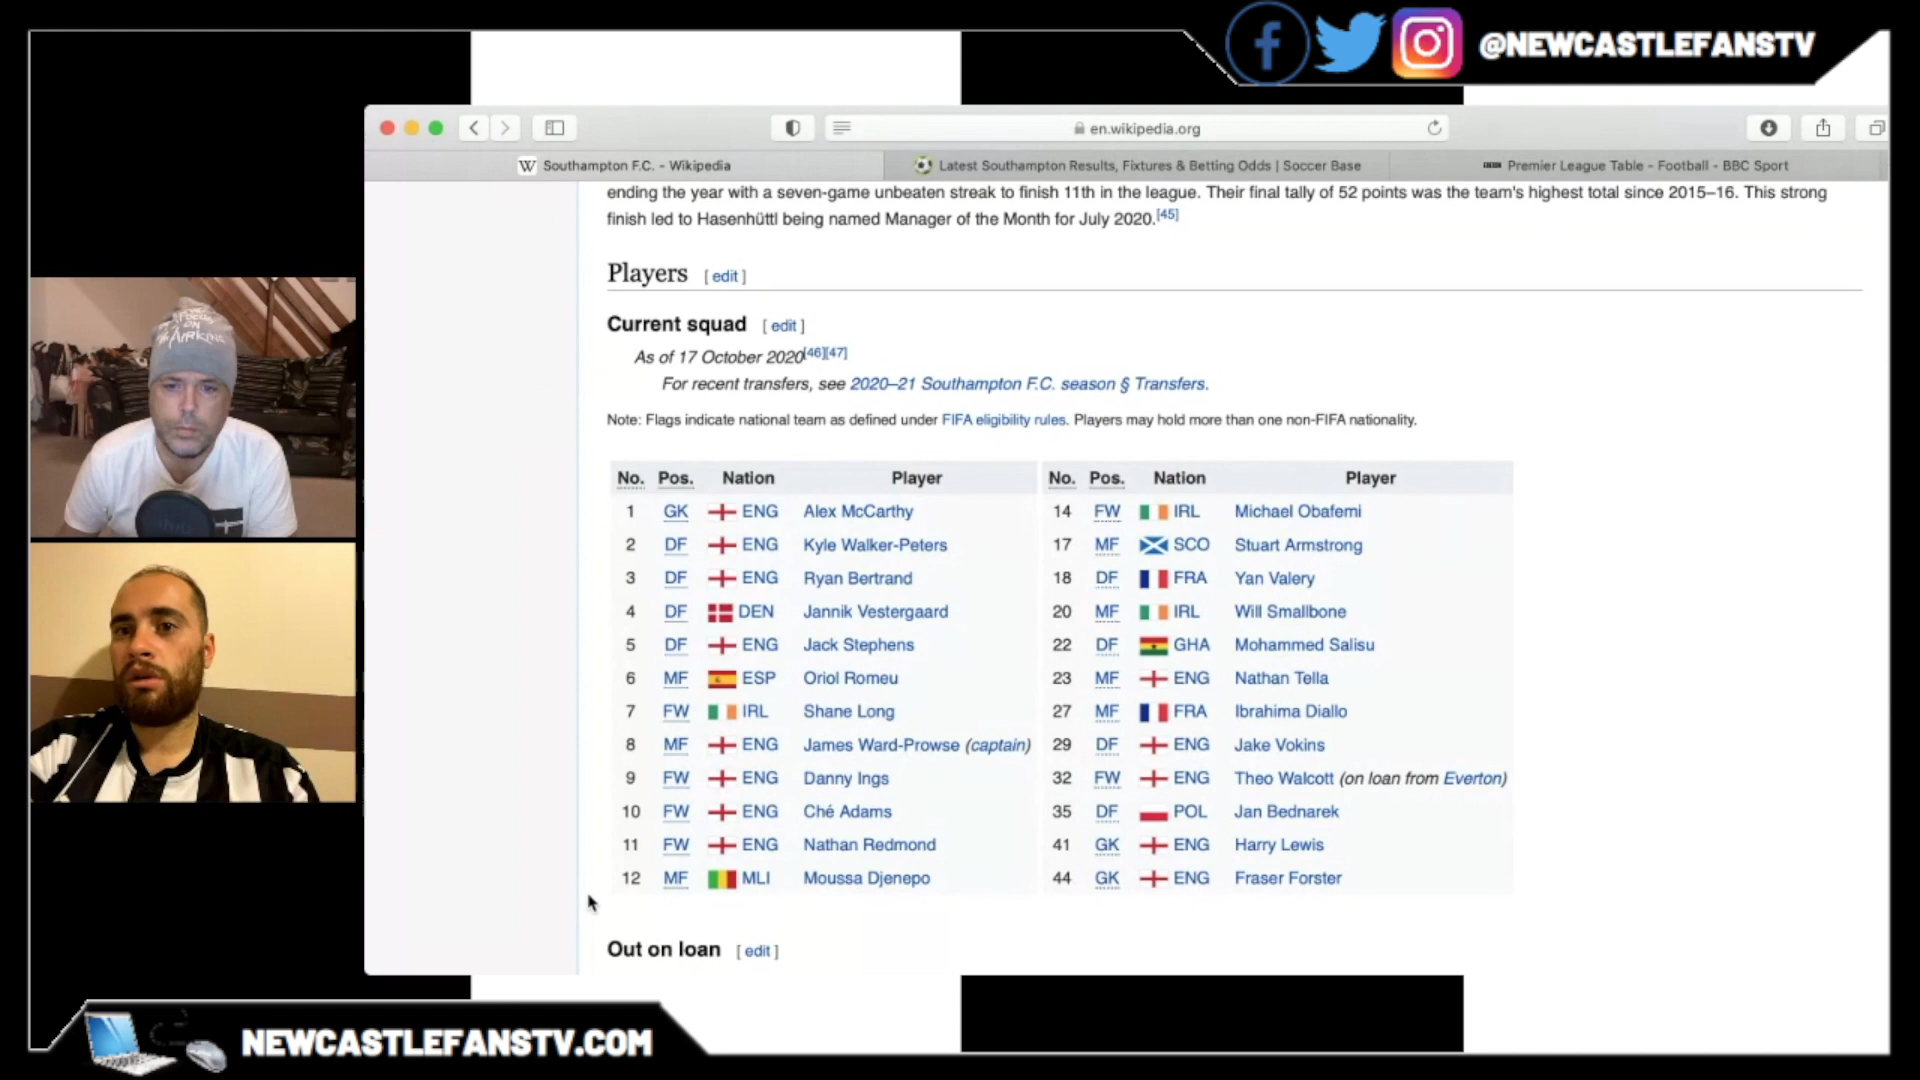 @NEWCASTLEFANSTV
en.wikipedia.org
Southampton F.C. - Wikipedia
Latest Southampton Results, Fixtures & Betting Odds | Soccer Base
BBC Premier League Table - Football - BBC Sport
ending the year with a seven-game unbeaten streak to finish 11th in the league. Their final tally of 52 points was the team's highest total since 2015–16. This strong
finish led to Hasenhüttl being named Manager of the Month for July 2020.[45]
Players [ edit ]
Current squad [ edit ]
As of 17 October 2020[46][47]
For recent transfers, see 2020–21 Southampton F.C. season § Transfers.
Note: Flags indicate national team as defined under FIFA eligibility rules. Players may hold more than one non-FIFA nationality.
No. Pos. Nation Player No. Pos. Nation Player
1 GK ENG Alex McCarthy 14 FW IRL Michael Obafemi
2 DF ENG Kyle Walker-Peters 17 MF SCO Stuart Armstrong
3 DF ENG Ryan Bertrand 18 DF FRA Yan Valery
4 DF DEN Jannik Vestergaard 20 MF IRL Will Smallbone
5 DF ENG Jack Stephens 22 DF GHA Mohammed Salisu
6 MF ESP Oriol Romeu 23 MF ENG Nathan Tella
7 FW IRL Shane Long 27 MF FRA Ibrahima Diallo
8 MF ENG James Ward-Prowse (captain) 29 DF ENG Jake Vokins
9 FW ENG Danny Ings 32 FW ENG Theo Walcott (on loan from Everton)
10 FW ENG Ché Adams 35 DF POL Jan Bednarek
11 FW ENG Nathan Redmond 41 GK ENG Harry Lewis
12 MF MLI Moussa Djenepo 44 GK ENG Fraser Forster
Out on loan [ edit ]
NEWCASTLEFANSTV.COM